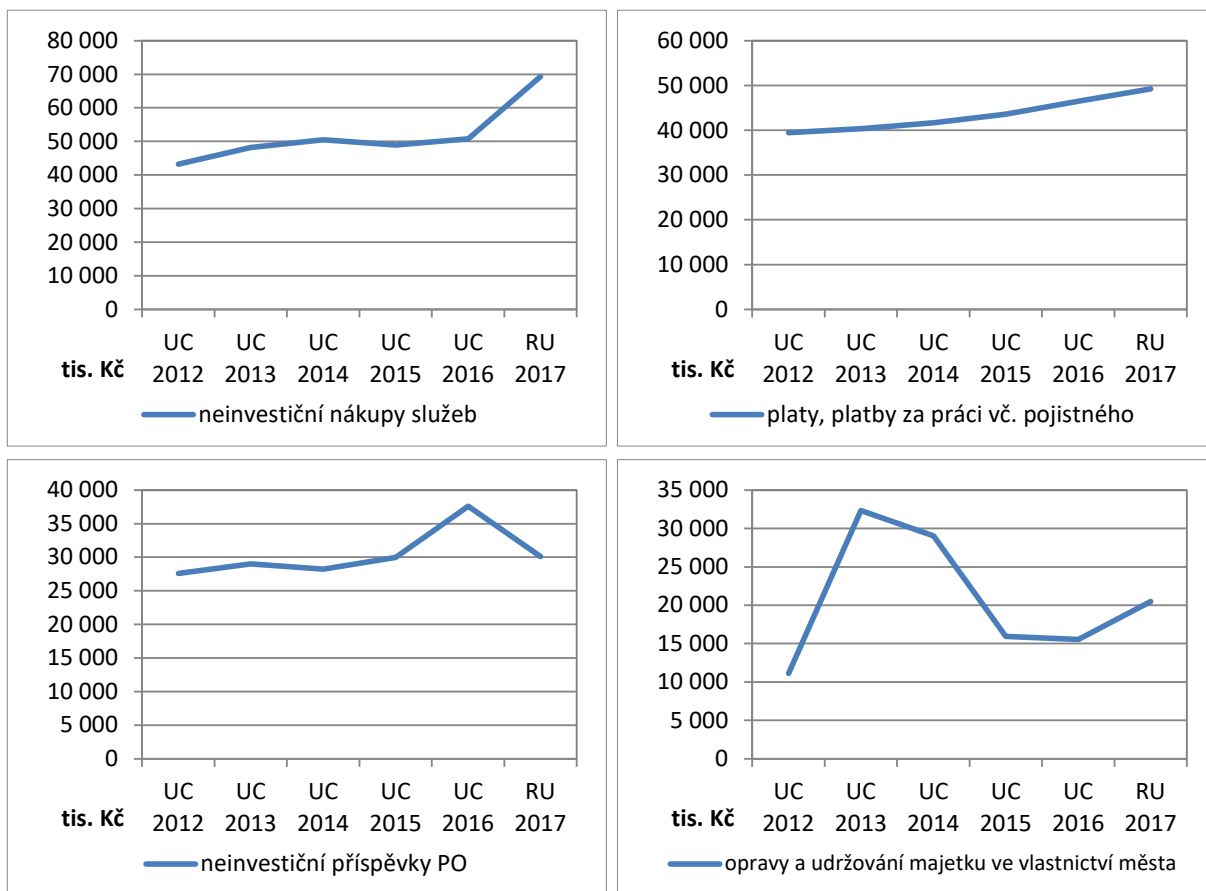 80 000
70 000
60 000
50 000
40 000
30 000
20 000
10 000
0
UC UC UC UC UC RU
tis. Kč 2012 2013 2014 2015 2016 2017
neinvestiční nákupy služeb
60 000
50 000
40 000
30 000
20 000
10 000
0
UC UC UC UC UC RU
tis. Kč 2012 2013 2014 2015 2016 2017
platy, platby za práci vč. pojistného
40 000
35 000
30 000
25 000
20 000
15 000
10 000
5 000
0
UC UC UC UC UC RU
tis. Kč 2012 2013 2014 2015 2016 2017
neinvestiční příspěvky PO
35 000
30 000
25 000
20 000
15 000
10 000
5 000
0
UC UC UC UC UC RU
tis. Kč 2012 2013 2014 2015 2016 2017
opravy a udržování majetku ve vlastnictví města